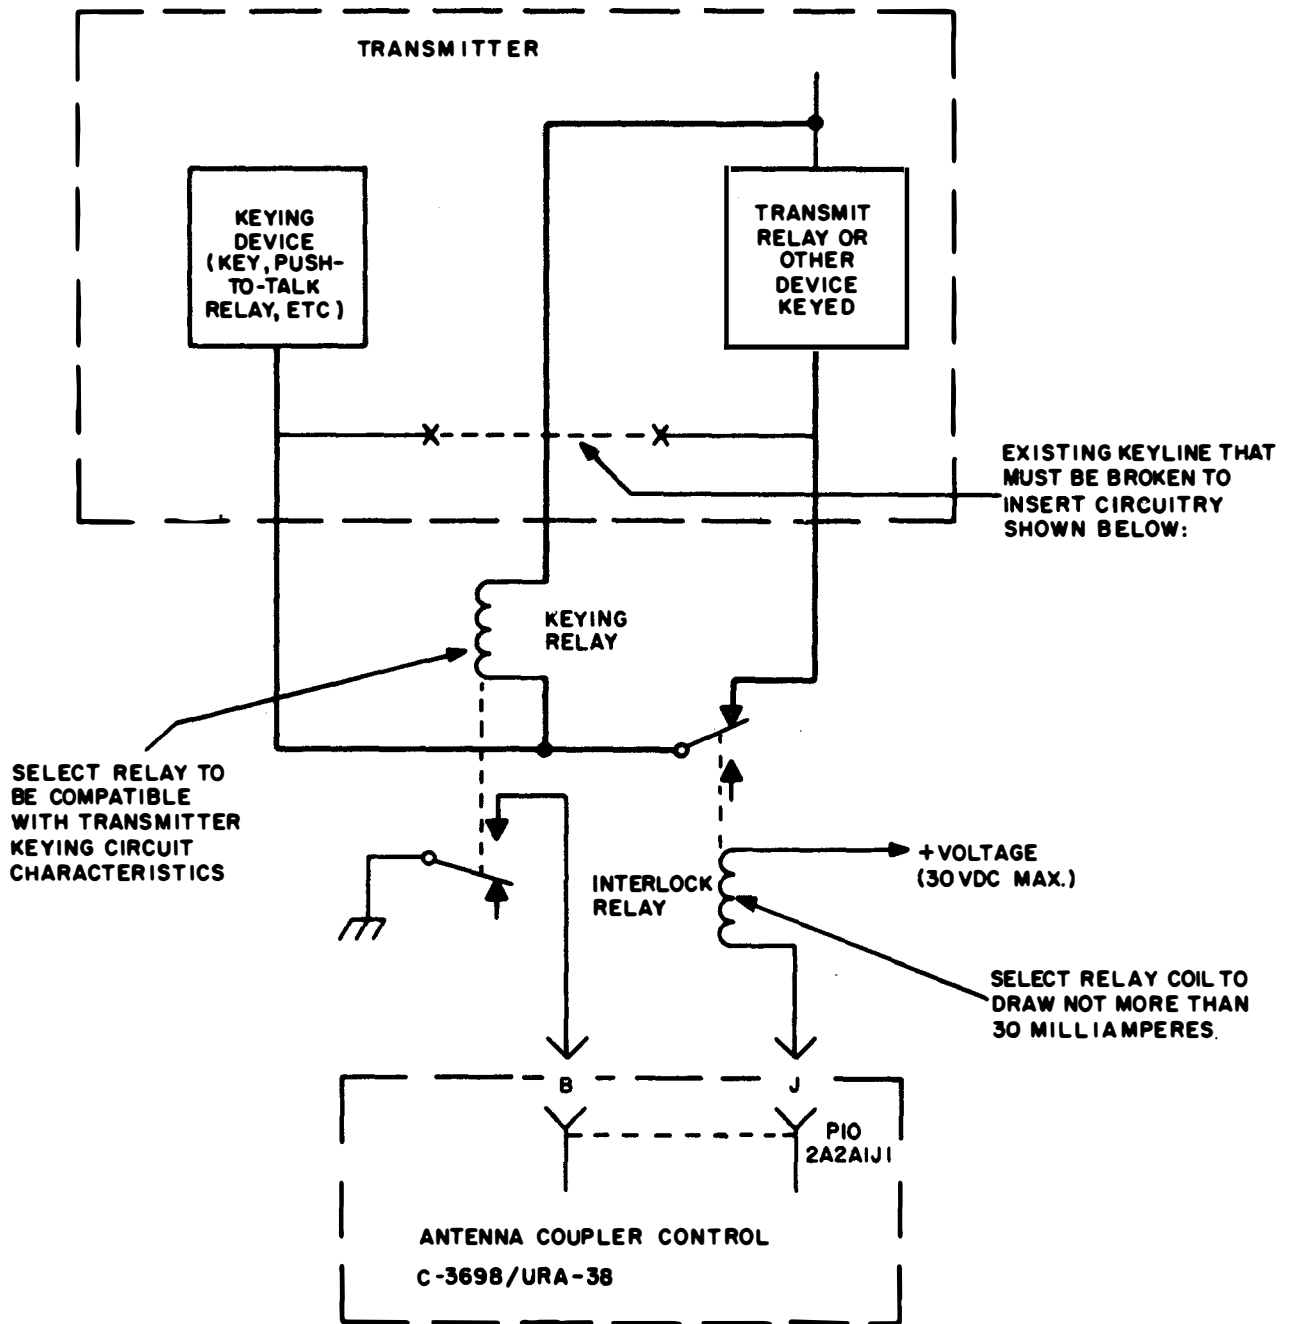 TRANSMITTER
KEYING
DEVICE
(KEY, PUSH-
TO-TALK
RELAY, ETC)
TRANSMIT
RELAY OR
OTHER
DEVICE
KEYED
EXISTING KEYLINE THAT
MUST BE BROKEN TO
INSERT CIRCUITRY
SHOWN BELOW:
KEYING
RELAY
SELECT RELAY TO
BE COMPATIBLE
WITH TRANSMITTER
KEYING CIRCUIT
CHARACTERISTICS
+VOLTAGE
(30VDC MAX.)
INTERLOCK
RELAY
SELECT RELAY COIL TO
DRAW NOT MORE THAN
30 MILLIAMPERES.
B
J
P10
2A2A1J1
ANTENNA COUPLER CONTROL
C-3698/URA-38